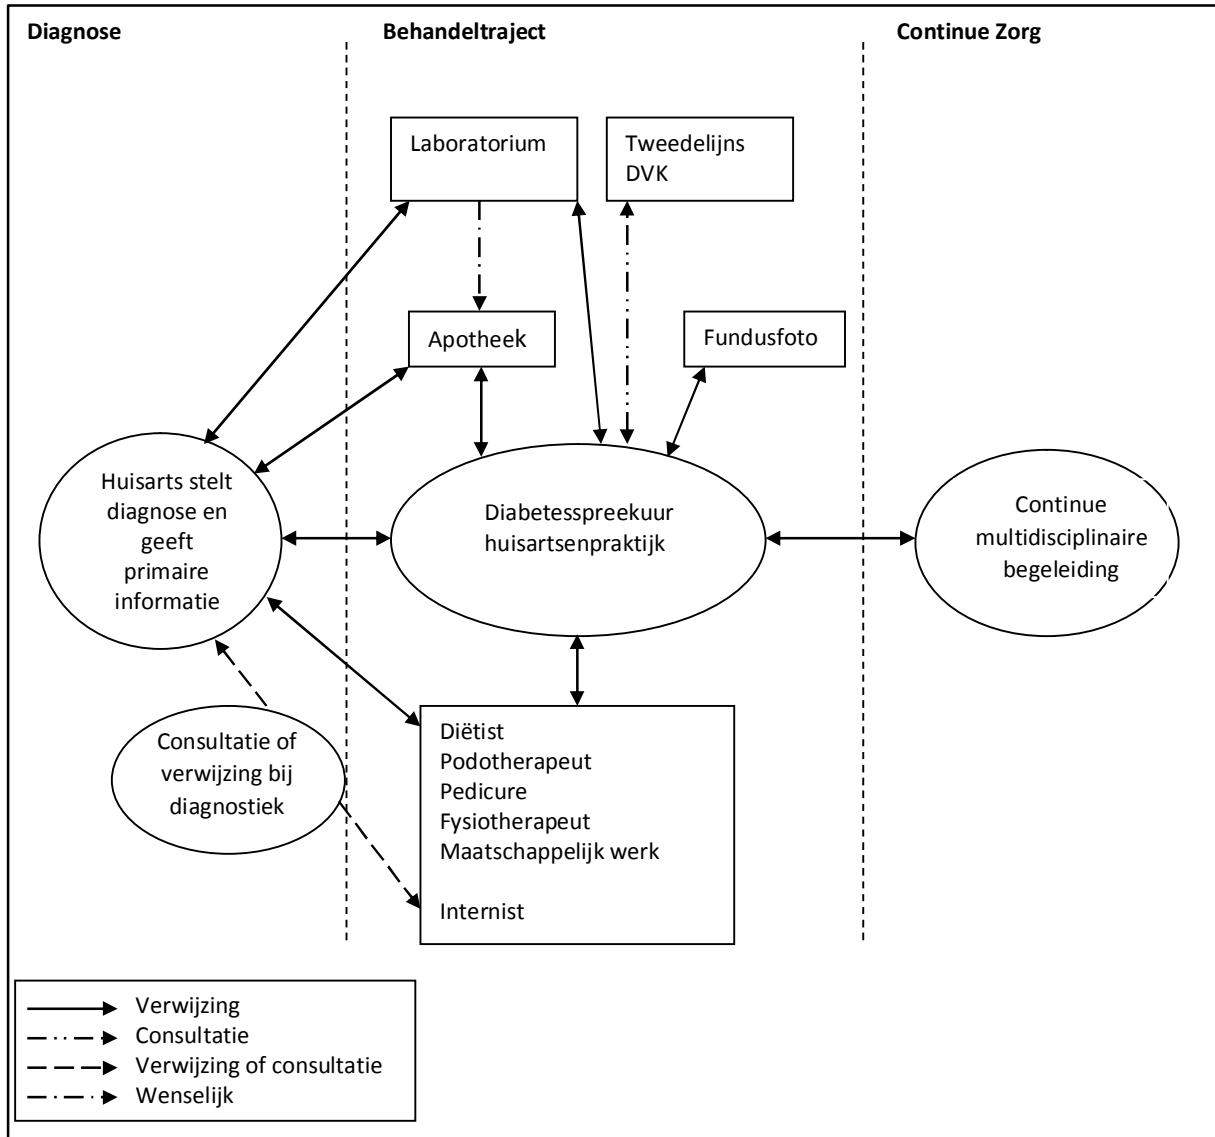 Diagnose
Behandeltraject
Continue Zorg
Laboratorium
Tweedelijns
DVK
Apotheek
Fundusfoto
Huisarts stelt
diagnose en
geeft
primaire
informatie
Diabetesspreekuur
huisartsenpraktijk
Continue
multidisciplinaire
begeleiding
Consultatie of
verwijzing bij
diagnostiek
Diëtist
Podotherapeut
Pedicure
Fysiotherapeut
Maatschappelijk werk
Internist
Verwijzing
Consultatie
Verwijzing of consultatie
Wenselijk